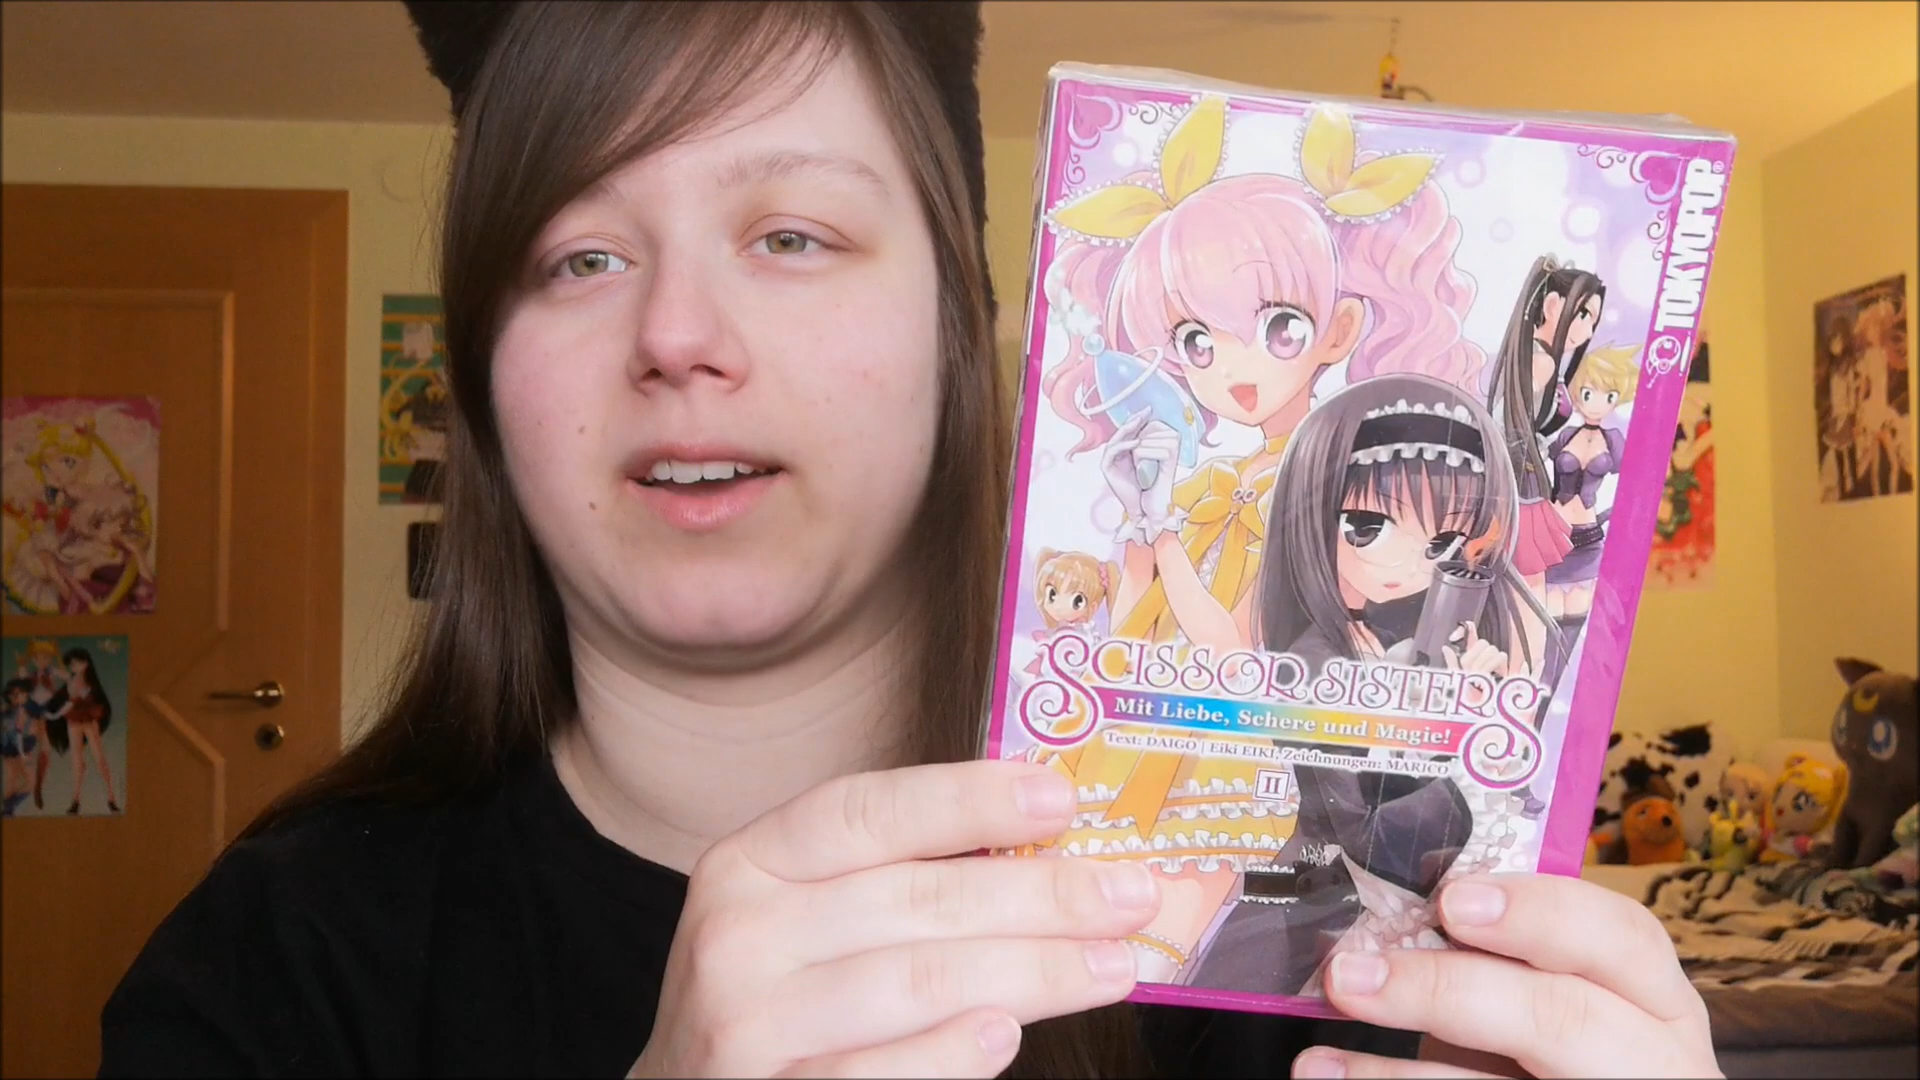 TOKYOPOP®
SCISSOR SISTERS
Mit Liebe, Schere und Magie!
Text: DAIGO | Eiki EIKI, Zeichnungen: MARICO
II